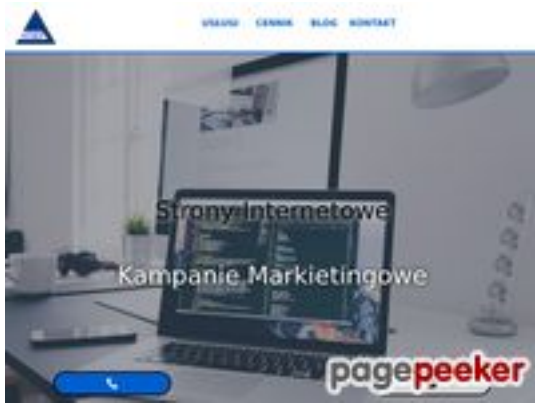 USŁUGI CENNIK BLOG KONTAKT
Strony Internetowe
Kampanie Markietingowe
pagepeeker